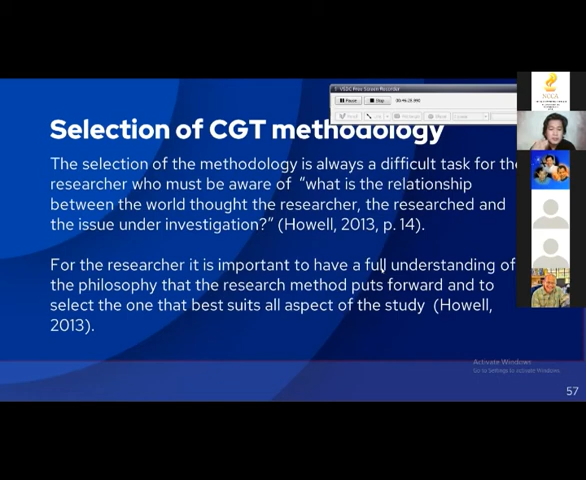 VSDC Free Screen Recorder
Pause
Stop
NCCA
Selection of CGT methodology
The selection of the methodology is always a difficult task for the
researcher who must be aware of "what is the relationship
between the world thought the researcher, the researched and
the issue under investigation?" (Howell, 2013, p. 14).
For the researcher it is important to have a full understanding of
the philosophy that the research method puts forward and to
select the one that best suits all aspect of the study (Howell,
2013).
Activate Windows
Go to Settings to activate Windows.
57